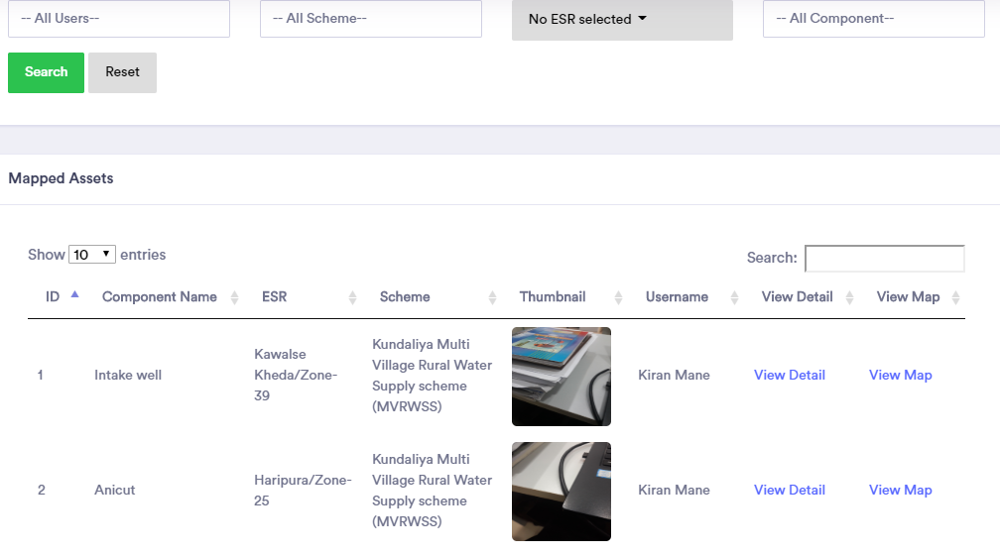 -- All Users--
-- All Scheme--
No ESR selected
-- All Component--
Search
Reset
Mapped Assets
Show 10 entries
Search:
ID
Component Name
ESR
Scheme
Thumbnail
Username
View Detail
View Map
1
Intake well
Kawalse
Kheda/Zone-
39
Kundaliya Multi
Village Rural Water
Supply scheme
(MVRWSS)
Kiran Mane
View Detail
View Map
2
Anicut
Haripura/Zone-
25
Kundaliya Multi
Village Rural Water
Supply scheme
(MVRWSS)
Kiran Mane
View Detail
View Map